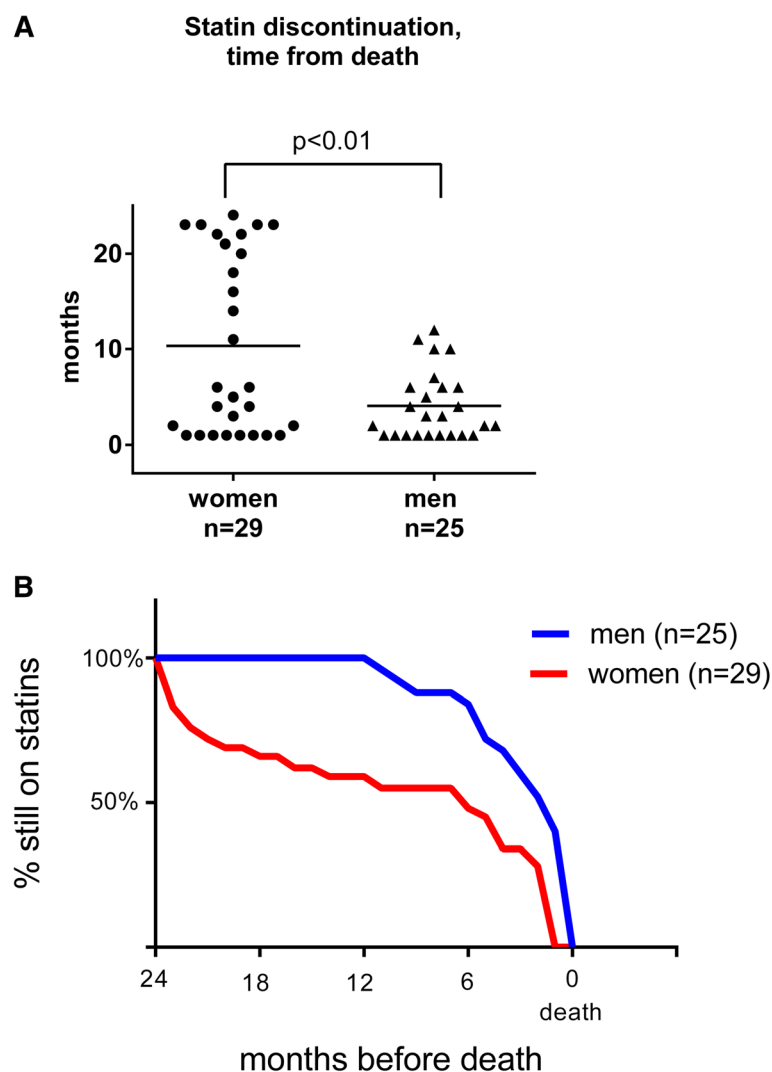 A
Statin discontinuation,
time from death
p<0.01
months
20
10
0
women
n=29
men
n=25
B
men (n=25)
women (n=29)
% still on statins
100%
50%
24
18
12
6
0
death
months before death